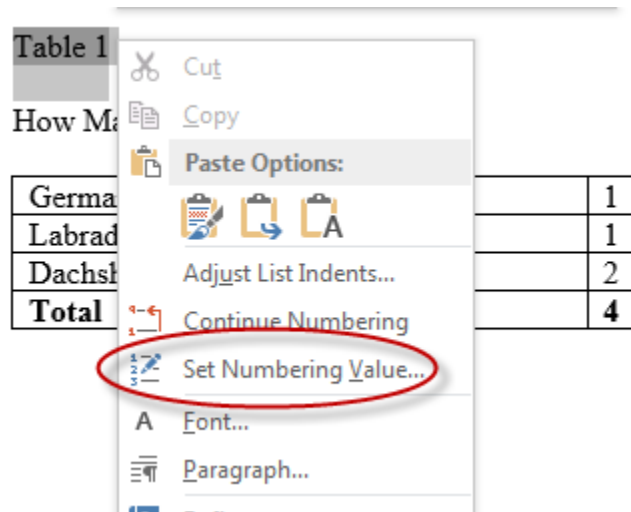 Table 1
Cut
Copy
How Ma
Paste Options:
Germa 1
Labrad 1
Dachsh 2
Total 4
Adjust List Indents...
Continue Numbering
Set Numbering Value...
Font...
Paragraph...